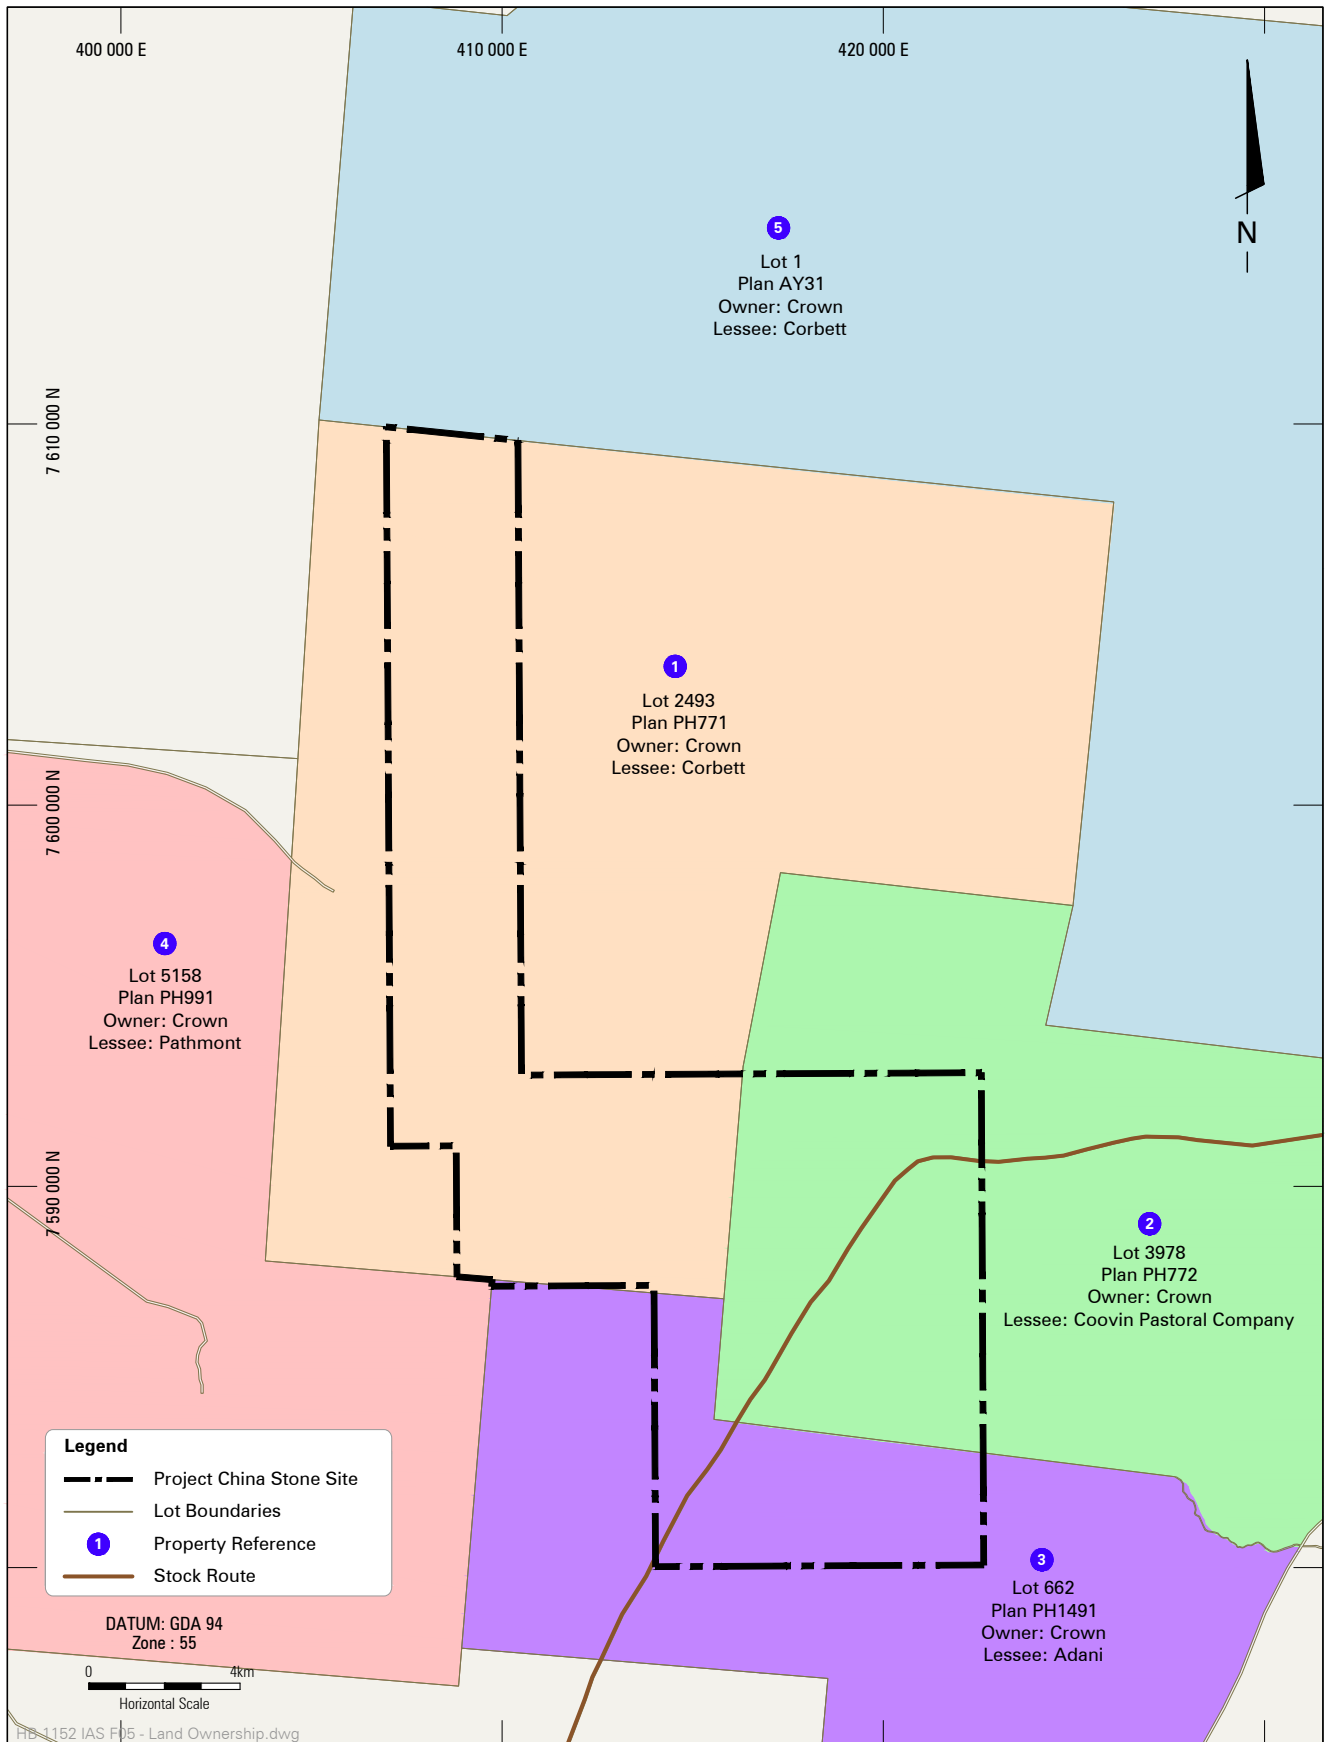 400 000 E
410 000 E
420 000 E
N
5
Lot 1
Plan AY31
Owner: Crown
Lessee: Corbett
7 610 000 N
1
Lot 2493
Plan PH771
Owner: Crown
Lessee: Corbett
7 600 000 N
4
Lot 5158
Plan PH991
Owner: Crown
Lessee: Pathmont
7 590 000 N
2
Lot 3978
Plan PH772
Owner: Crown
Lessee: Coovin Pastoral Company
3
Lot 662
Plan PH1491
Owner: Crown
Lessee: Adani
Legend
Project China Stone Site
Lot Boundaries
1 Property Reference
Stock Route
DATUM: GDA 94
Zone : 55
0 4km
Horizontal Scale
HB 1152 IAS F05 - Land Ownership.dwg